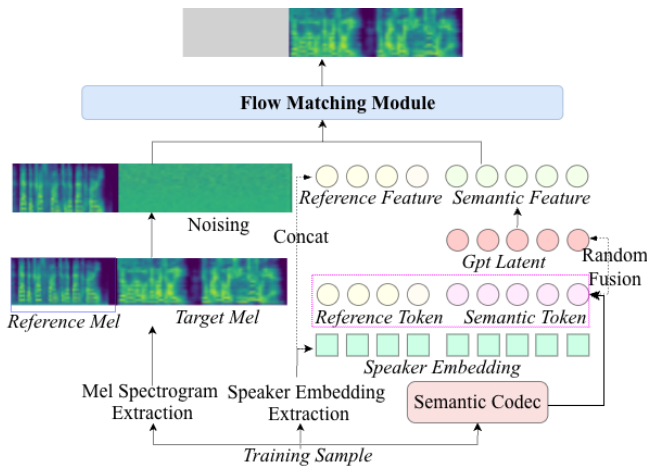 Flow Matching Module
Reference Feature
Semantic Feature
Noising
Concat
Gpt Latent
Random
Fusion
Reference Mel
Target Mel
Reference Token
Semantic Token
Speaker Embedding
Mel Spectrogram
Extraction
Speaker Embedding
Extraction
Semantic Codec
Training Sample